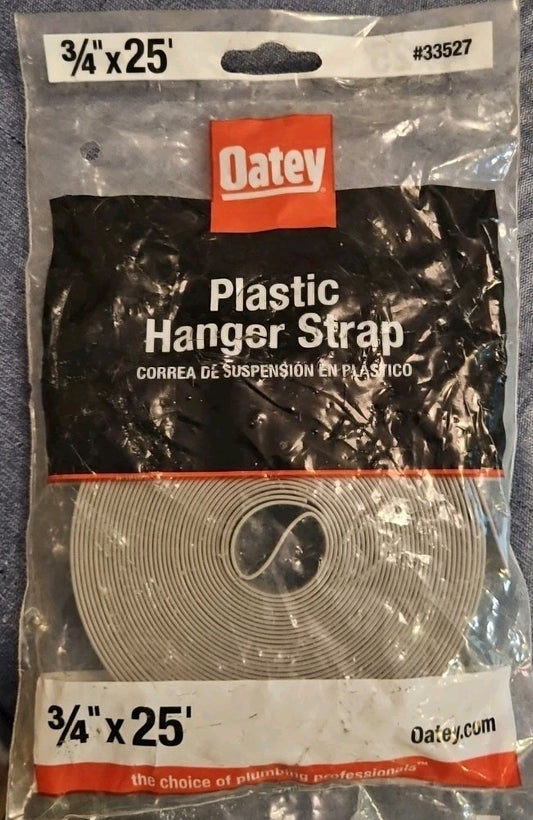 3/4" x 25'
#33527
Oatey®
Plastic
Hanger Strap
CORREA DE SUSPENSIÓN EN PLÁSTICO
3/4" x 25'
Oatey.com
the choice of plumbing professionals™